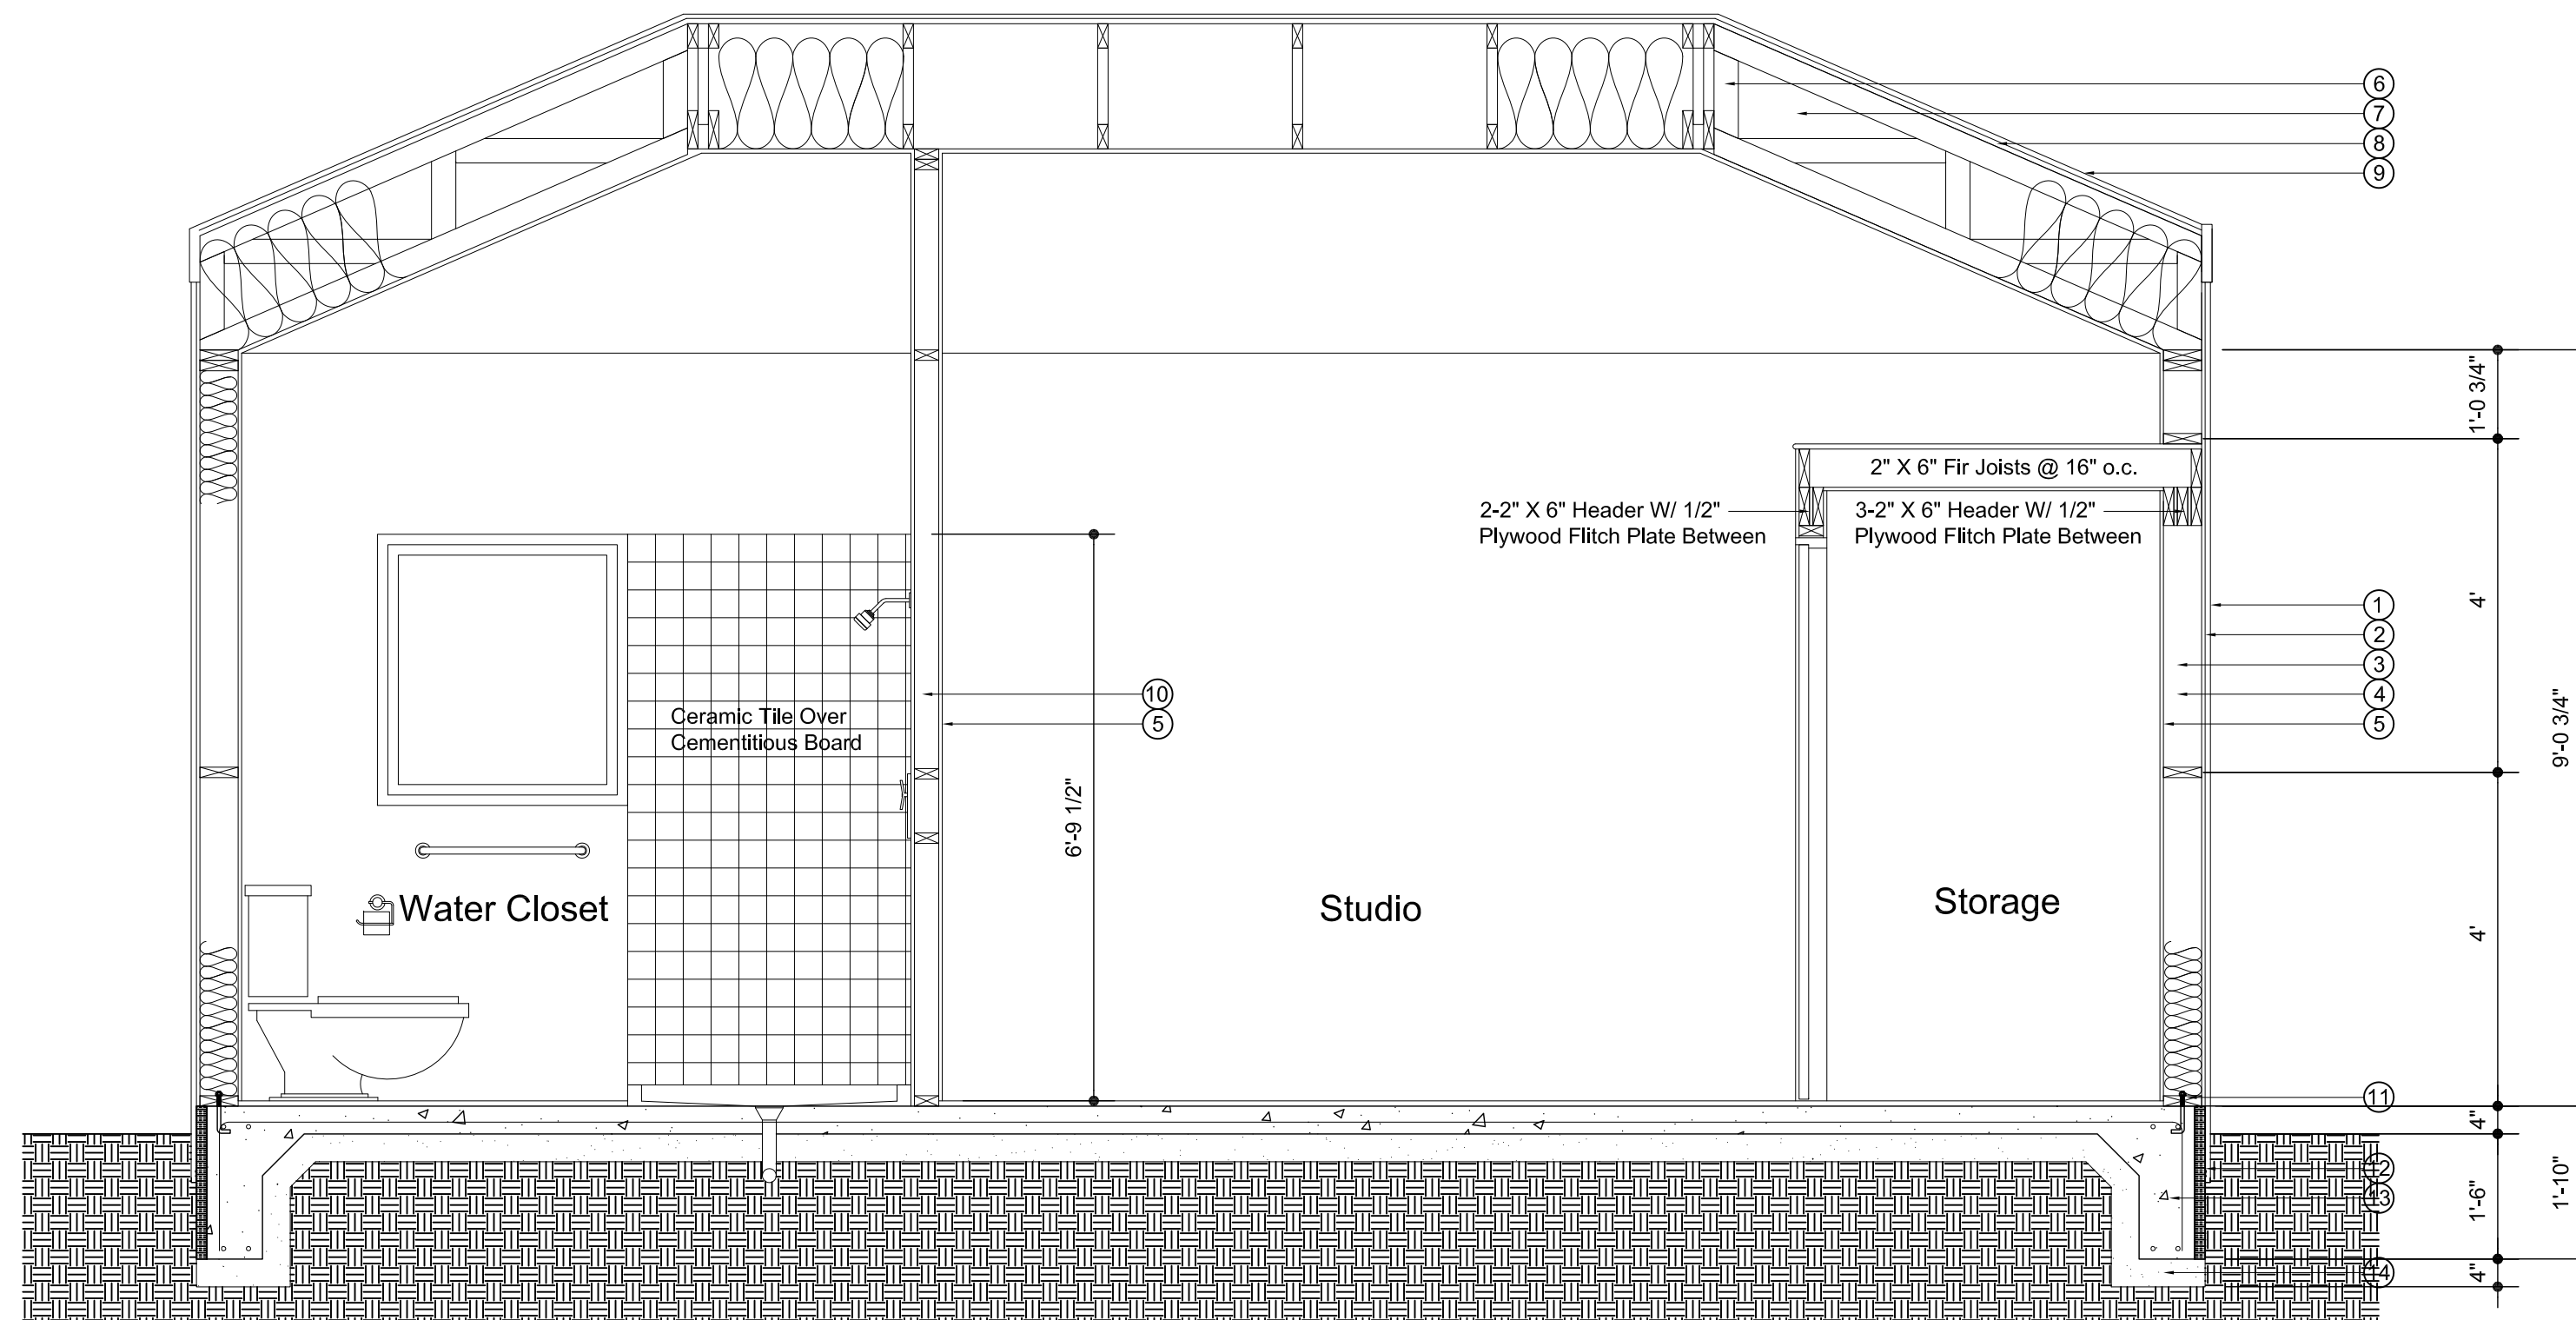 6
7
8
9
1'-0 3/4"
2" X 6" Fir Joists @ 16" o.c.
2-2" X 6" Header W/ 1/2"
Plywood Flitch Plate Between
3-2" X 6" Header W/ 1/2"
Plywood Flitch Plate Between
4'
1
2
3
4
5
10
5
Ceramic Tile Over
Cementitious Board
6'-9 1/2"
9'-0 3/4"
Water Closet
Studio
Storage
4'
11
4"
12
13
1'-6"
1'-10"
14
4"